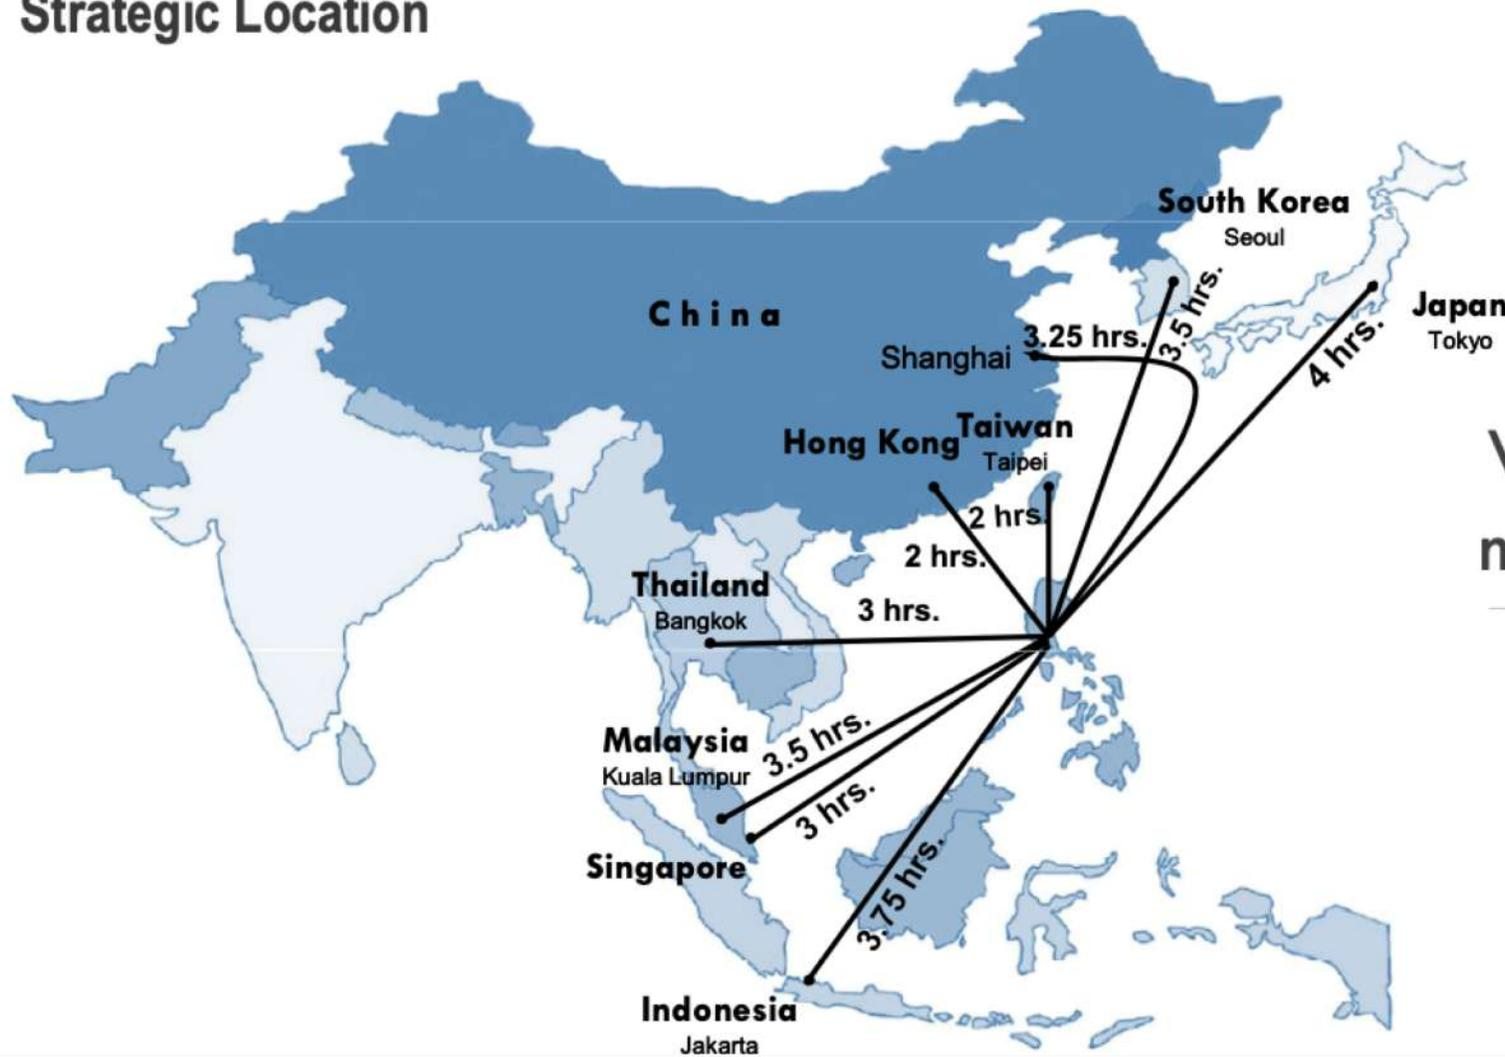 Strategic Location
South Korea
Seoul
China
3.5 hrs.
Japan
Tokyo
3.25 hrs.
Shanghai
4 hrs.
Hong Kong
Taiwan
Taipei
2 hrs.
2 hrs.
Thailand
Bangkok
3 hrs.
Malaysia
Kuala Lumpur
3.5 hrs.
3 hrs.
Singapore
3.75 hrs.
Indonesia
Jakarta